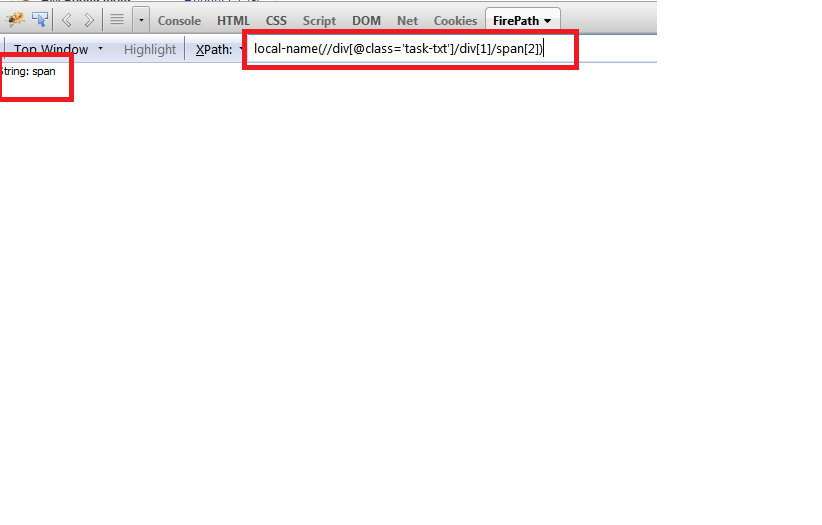 Console HTML CSS Script DOM Net Cookies FirePath
Top Window Highlight XPath: local-name(//div[@class='task-txt']/div[1]/span[2])
String: span